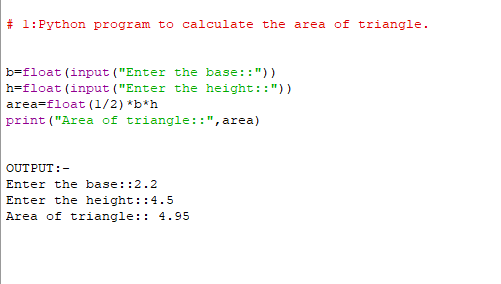 # 1:Python program to calculate the area of triangle.
b=float(input("Enter the base::"))
h=float(input("Enter the height::"))
area=float(1/2)*b*h
print("Area of triangle::",area)
OUTPUT:-
Enter the base::2.2
Enter the height::4.5
Area of triangle:: 4.95